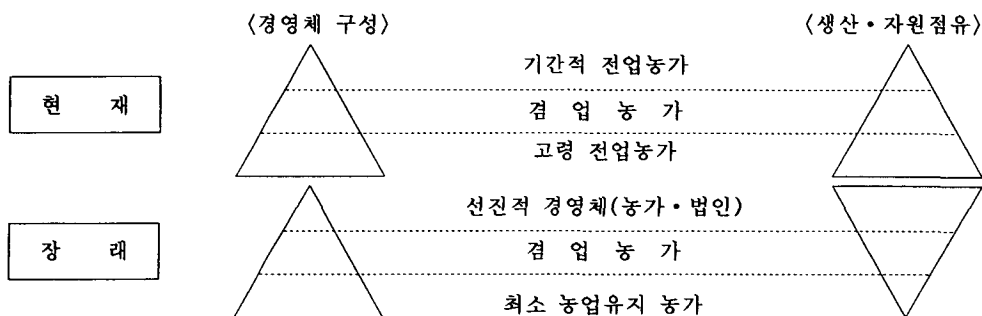 〈경영체 구성〉 〈생산·자원점유〉
기간적 전업농가
현 재 겸 업 농 가
고령 전업농가
선진적 경영체(농가·법인)
장 래 겸 업 농 가
최소 농업유지 농가